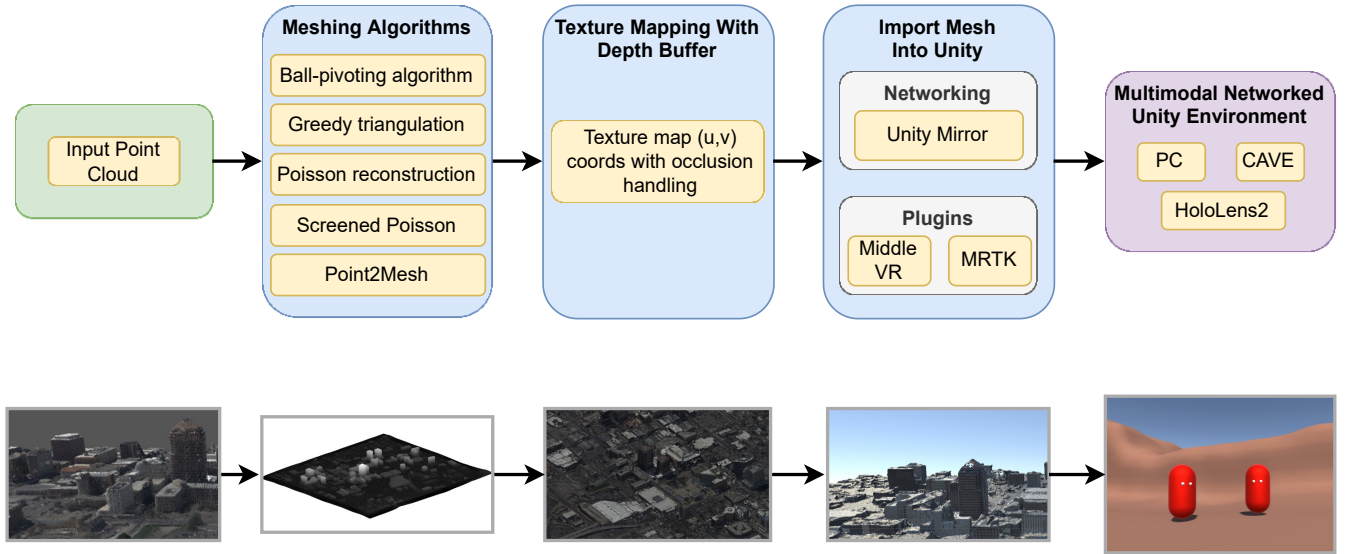 Input Point
Cloud
Meshing Algorithms
Ball-pivoting algorithm
Greedy triangulation
Poisson reconstruction
Screened Poisson
Point2Mesh
Texture Mapping With
Depth Buffer
Texture map (u,v)
coords with occlusion
handling
Import Mesh
Into Unity
Networking
Unity Mirror
Plugins
Middle
VR
MRTK
Multimodal Networked
Unity Environment
PC
CAVE
HoloLens2